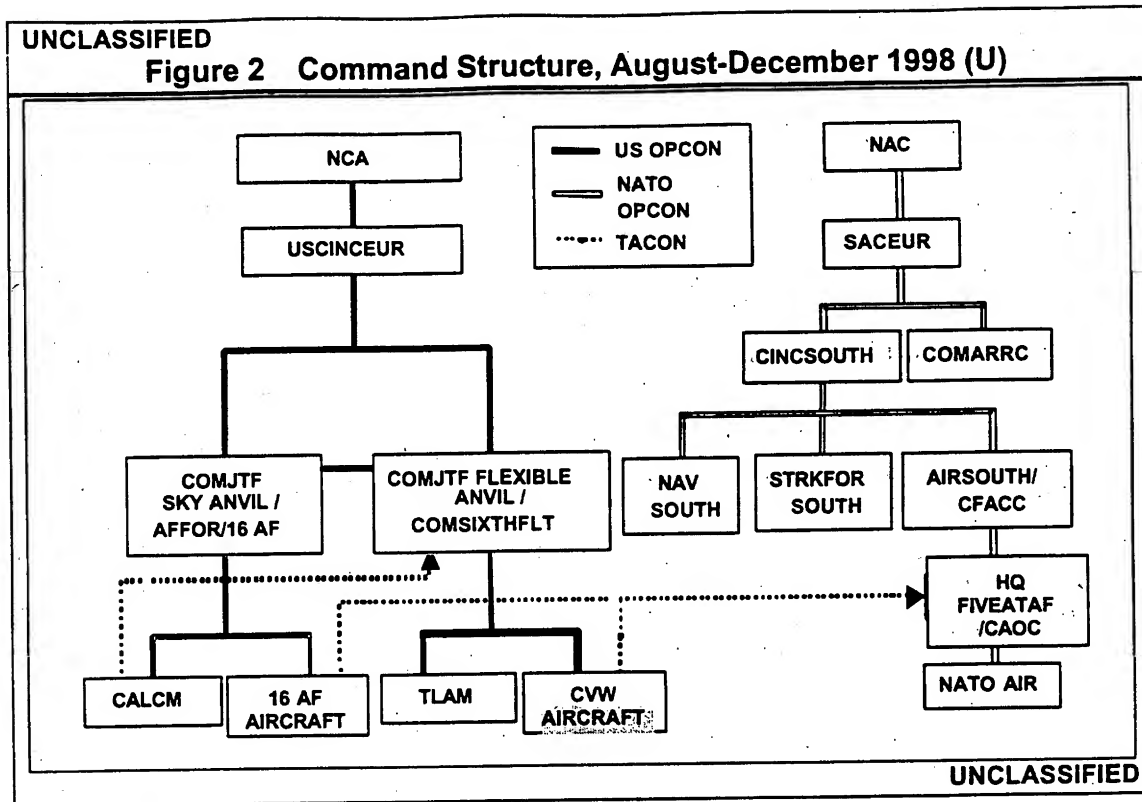 UNCLASSIFIED
Figure 2 Command Structure, August-December 1998 (U)
NCA
USCINCEUR
US OPCON
NATO
OPCON
TACON
NAC
SACEUR
CINCSOUTH
COMARRC
COMJTF
SKY ANVIL /
AFFOR/16 AF
COMJTF FLEXIBLE
ANVIL /
COMSIXTHFLT
NAV
SOUTH
STRKFOR
SOUTH
AIRSOUTH/
CFACC
HQ
FIVEATAF
/CAOC
CALCM
16 AF
AIRCRAFT
TLAM
CVW
AIRCRAFT
NATO AIR
UNCLASSIFIED